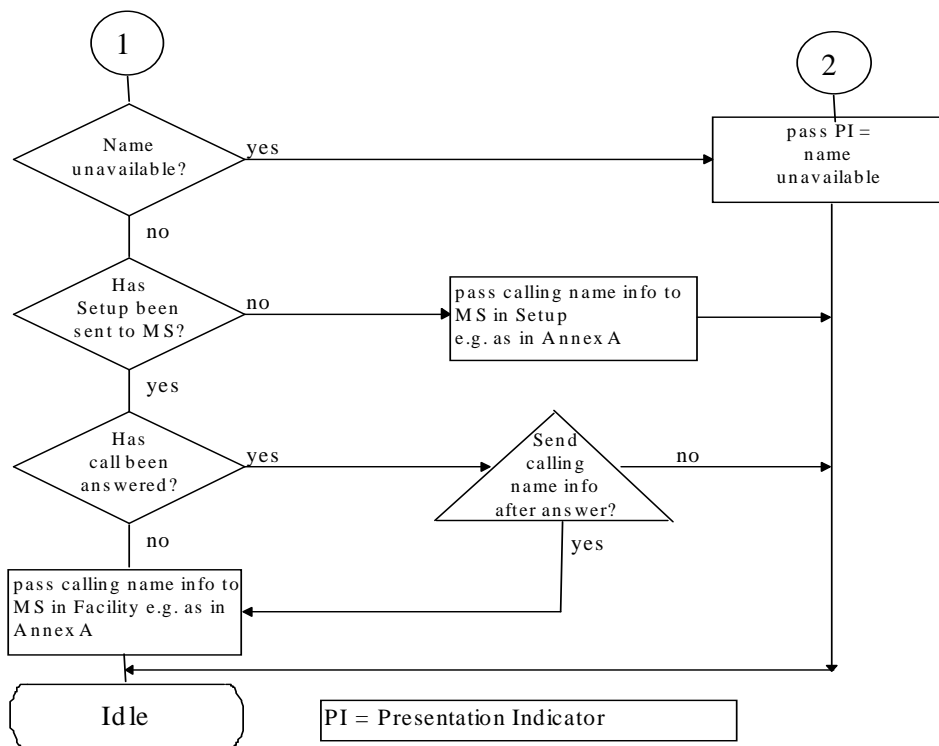 1
2
Name
unavailable?
yes
pass PI =
name
unavailable
no
Has
Setup been
sent to MS?
no
pass calling name info to
MS in Setup
e.g. as in Annex A
yes
Has
call been
answered?
yes
Send
calling
name info
after answer?
no
no
yes
pass calling name info to
MS in Facility e.g. as in
Annex A
Idle
PI = Presentation Indicator